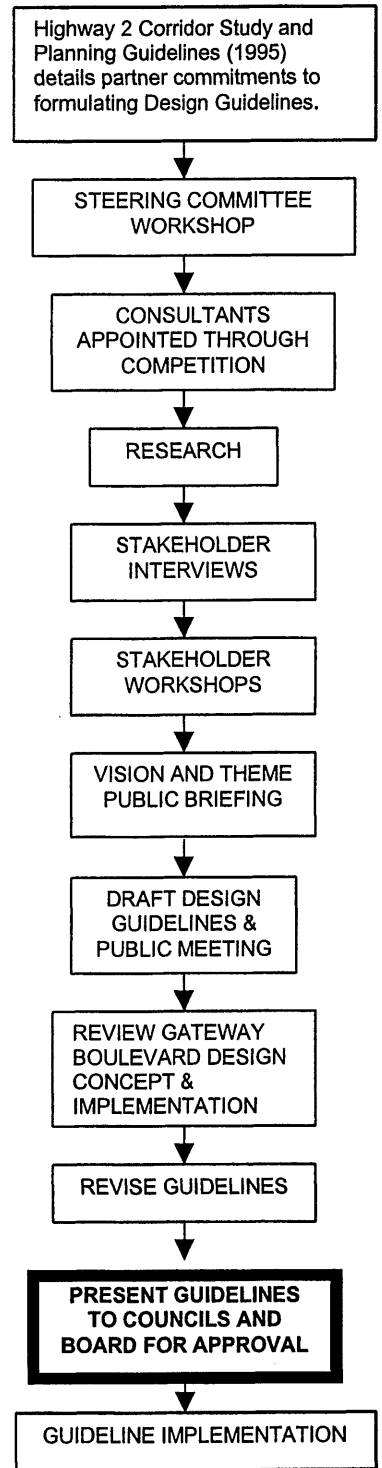 Highway 2 Corridor Study and
Planning Guidelines (1995)
details partner commitments to
formulating Design Guidelines.
STEERING COMMITTEE
WORKSHOP
CONSULTANTS
APPOINTED THROUGH
COMPETITION
RESEARCH
STAKEHOLDER
INTERVIEWS
STAKEHOLDER
WORKSHOPS
VISION AND THEME
PUBLIC BRIEFING
DRAFT DESIGN
GUIDELINES &
PUBLIC MEETING
REVIEW GATEWAY
BOULEVARD DESIGN
CONCEPT &
IMPLEMENTATION
REVISE GUIDELINES
PRESENT GUIDELINES
TO COUNCILS AND
BOARD FOR APPROVAL
GUIDELINE IMPLEMENTATION